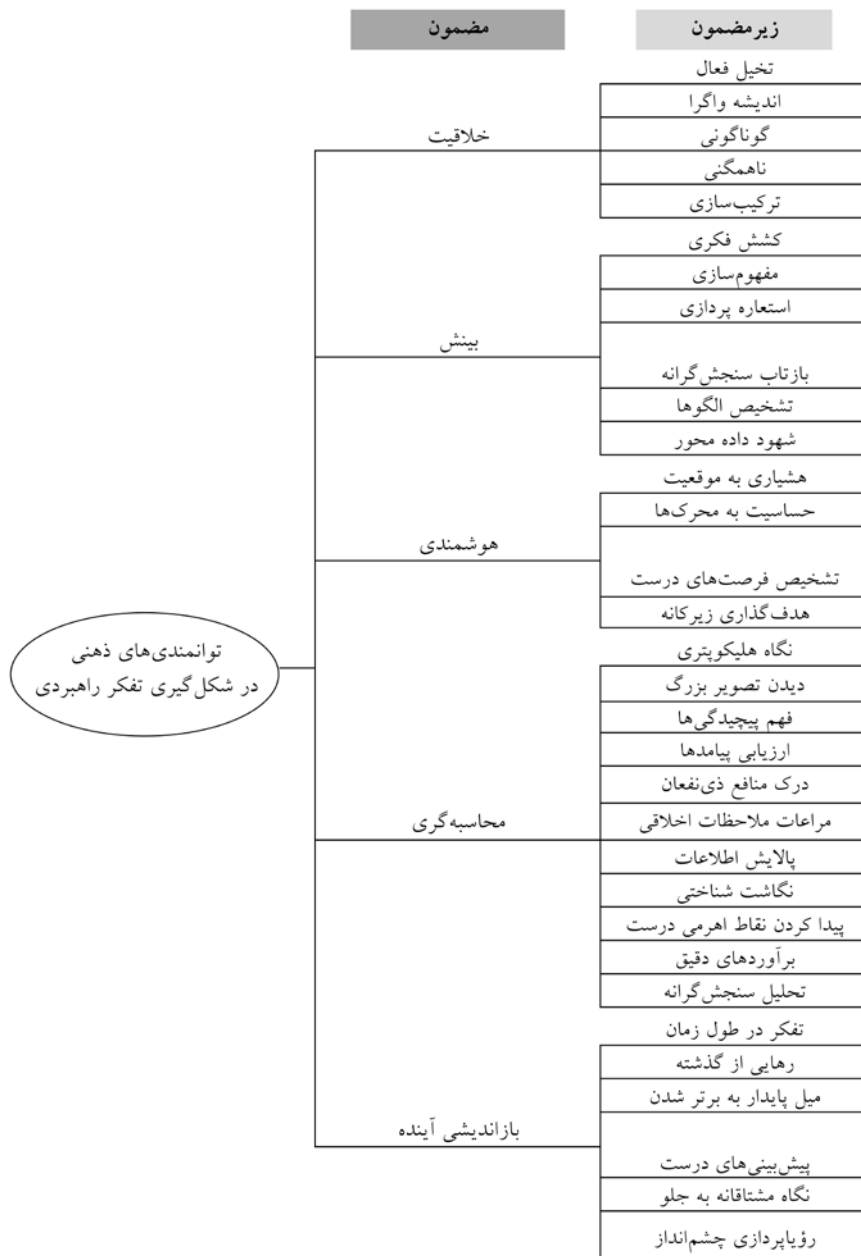 زیرمضمون
مضمون
تخیل فعال
اندیشه واگرا
گوناگونی
ناهمگنی
ترکیب‌سازی
خلاقیت
کشش فکری
مفهوم‌سازی
استعاره پردازی
بازتاب سنجش‌گرانه
تشخیص الگوها
شهود داده محور
بینش
هشیاری به موقعیت
حساسیت به محرک‌ها
تشخیص فرصت‌های درست
هدف‌گذاری زیرکانه
هوشمندی
نگاه هلیکوپتری
دیدن تصویر بزرگ
فهم پیچیدگی‌ها
ارزیابی پیامدها
درک منافع ذی‌نفعان
مراعات ملاحظات اخلاقی
پالایش اطلاعات
نگاشت شناختی
پیدا کردن نقاط اهرمی درست
برآوردهای دقیق
تحلیل سنجش‌گرانه
محاسبه‌گری
تفکر در طول زمان
رهایی از گذشته
میل پایدار به برتر شدن
پیش‌بینی‌های درست
نگاه مشتاقانه به جلو
رؤیاپردازی چشم‌انداز
بازاندیشی آینده
توانمندی‌های ذهنی
در شکل‌گیری تفکر راهبردی